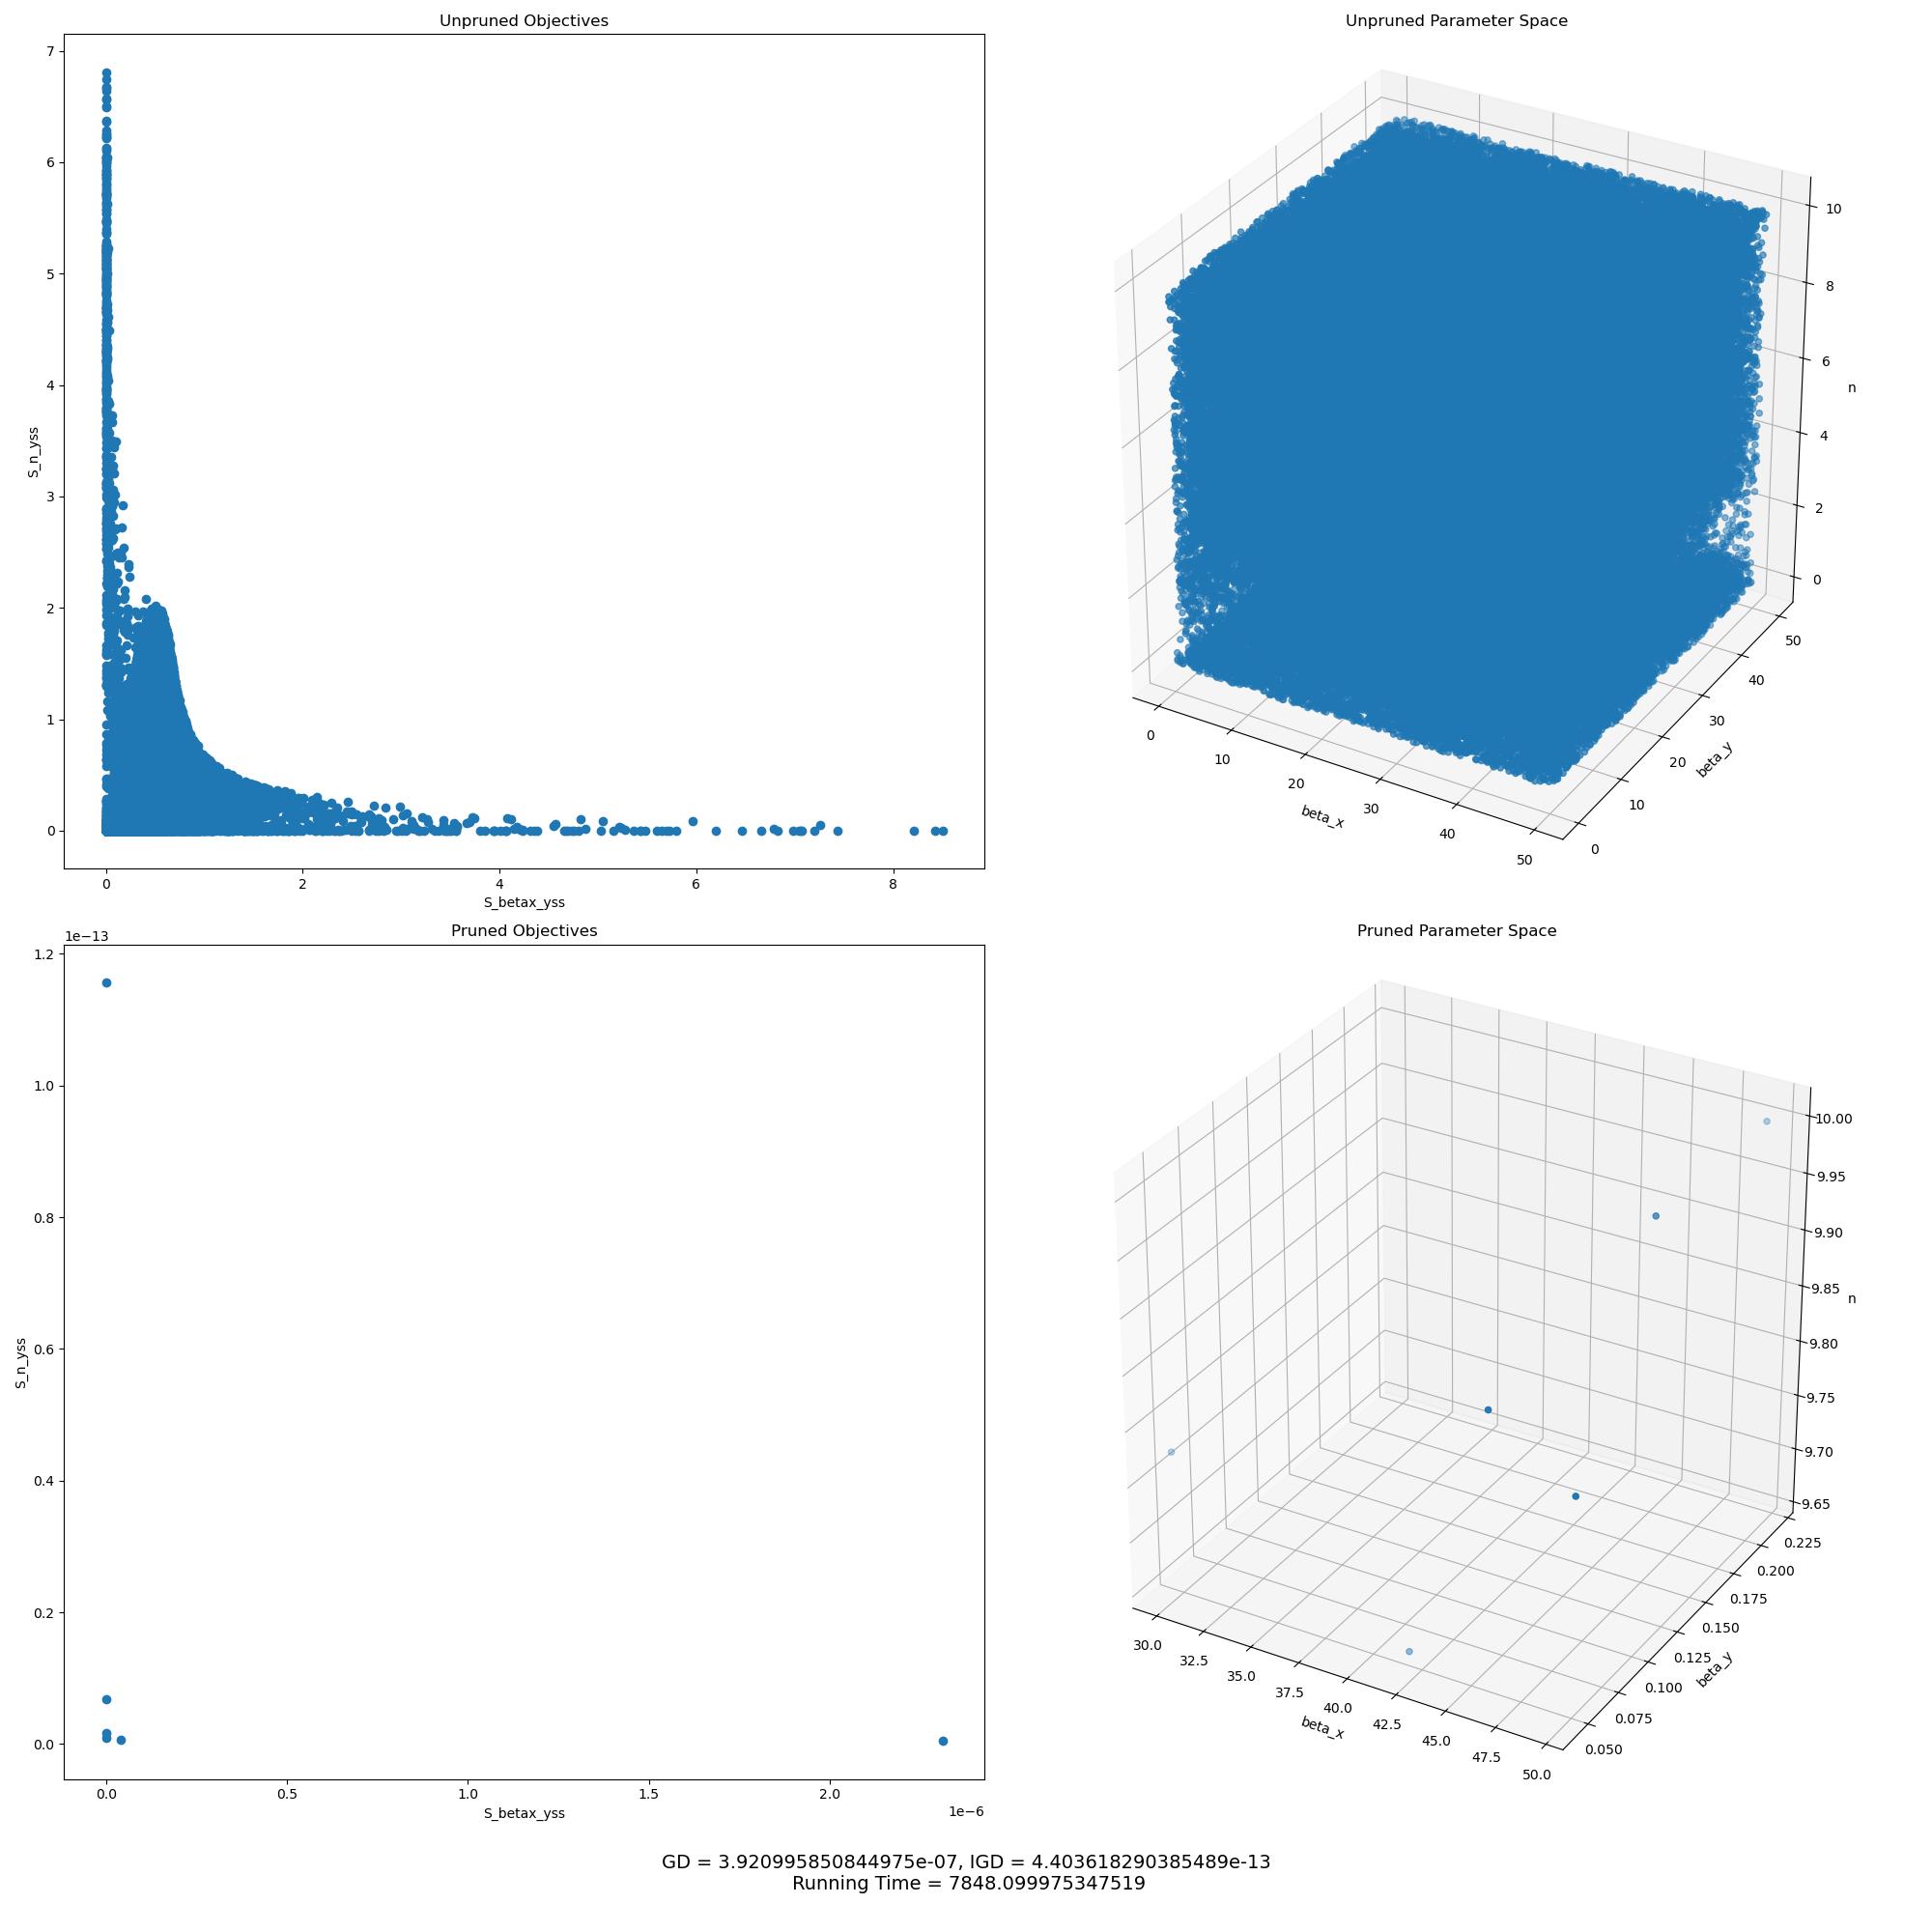 Unpruned Objectives
7
6
5
4
3
2
1
0
S_n_yss
0 2 4 6 8
S_betax_yss
Unpruned Parameter Space
10
8
6
4
2
0
n
0 10 20 30 40 50
beta_x
0 10 20 30 40 50
beta_y
Pruned Objectives
1e−13
1.2
1.0
0.8
0.6
0.4
0.2
0.0
S_n_yss
0.0 0.5 1.0 1.5 2.0
1e−6
S_betax_yss
Pruned Parameter Space
10.00
9.95
9.90
9.85
9.80
9.75
9.70
9.65
n
30.0 32.5 35.0 37.5 40.0 42.5 45.0 47.5 50.0
beta_x
0.050 0.075 0.100 0.125 0.150 0.175 0.200 0.225
beta_y
GD = 3.920995850844975e-07, IGD = 4.403618290385489e-13
Running Time = 7848.099975347519